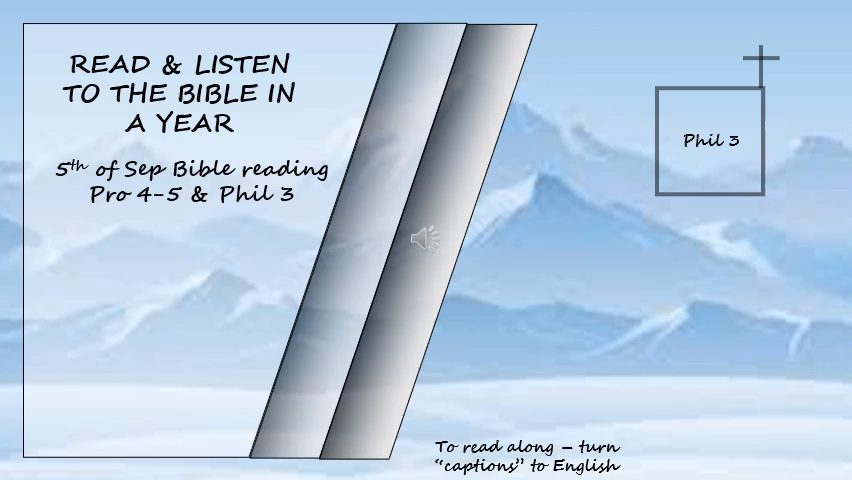 READ & LISTEN
TO THE BIBLE IN
A YEAR
5th of Sep Bible reading
Pro 4-5 & Phil 3
Phil 3
To read along – turn
“captions” to English